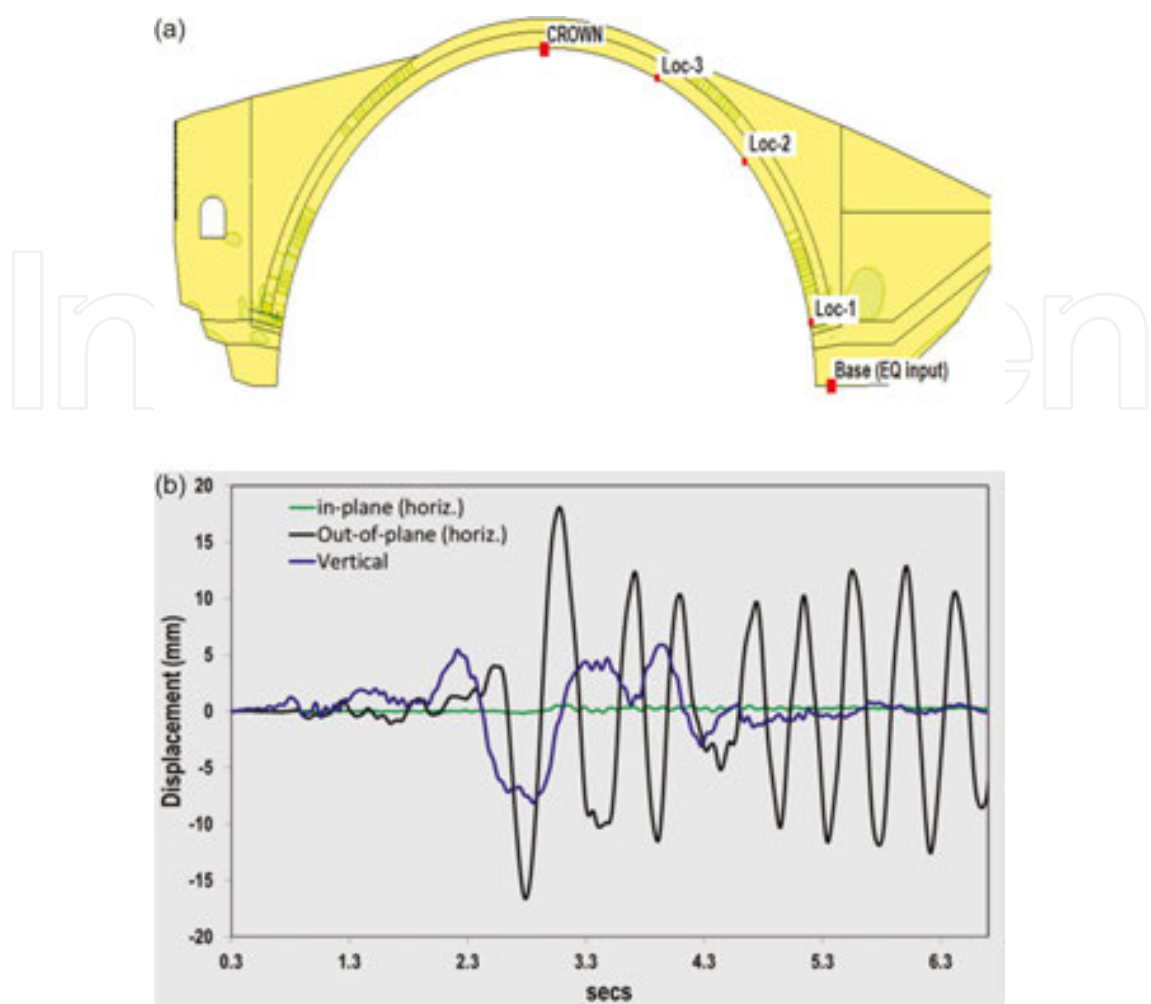 (a)
CROWN
Loc-3
Loc-2
Loc-1
Base (EQ input)
(b)
20
15
10
5
0
-5
-10
-15
-20
Displacement (mm)
in-plane (horiz.)
Out-of-plane (horiz.)
Vertical
0.3 1.3 2.3 3.3 4.3 5.3 6.3
secs